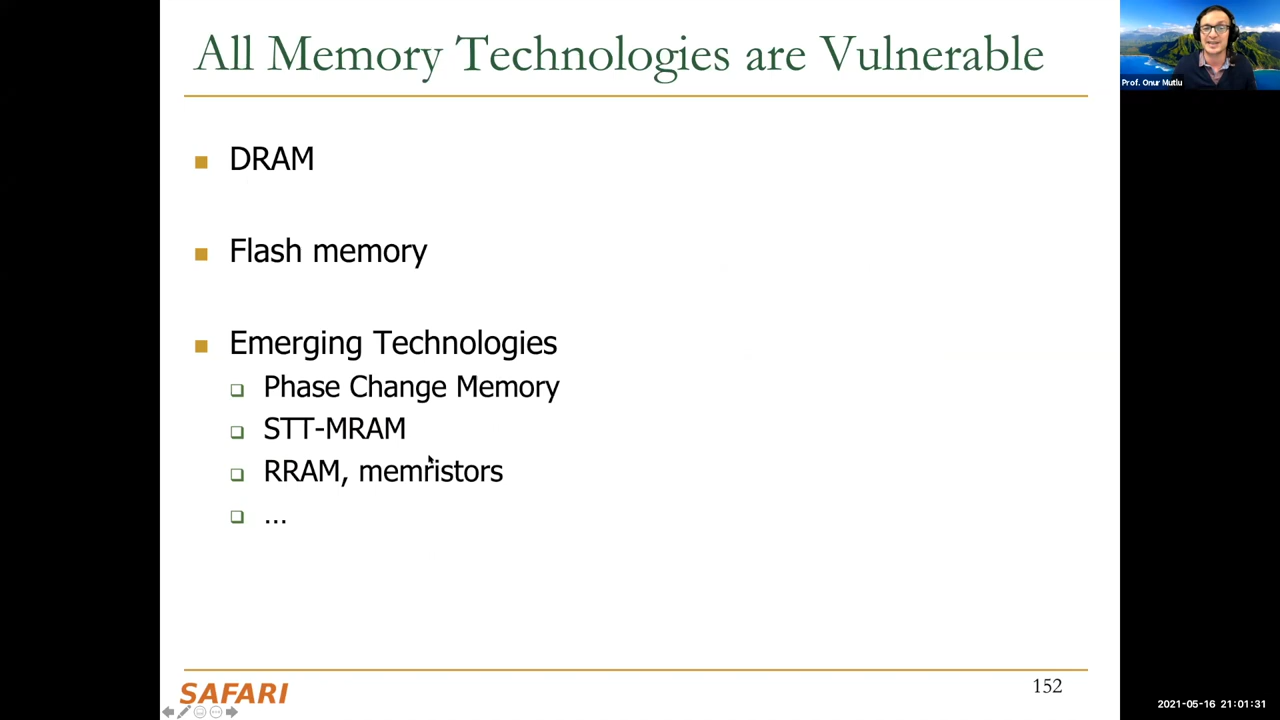 All Memory Technologies are Vulnerable
Prof. Onur Mutlu
DRAM
Flash memory
Emerging Technologies
Phase Change Memory
STT-MRAM
RRAM, memristors
...
SAFARI
152
2021-05-16 21:01:31